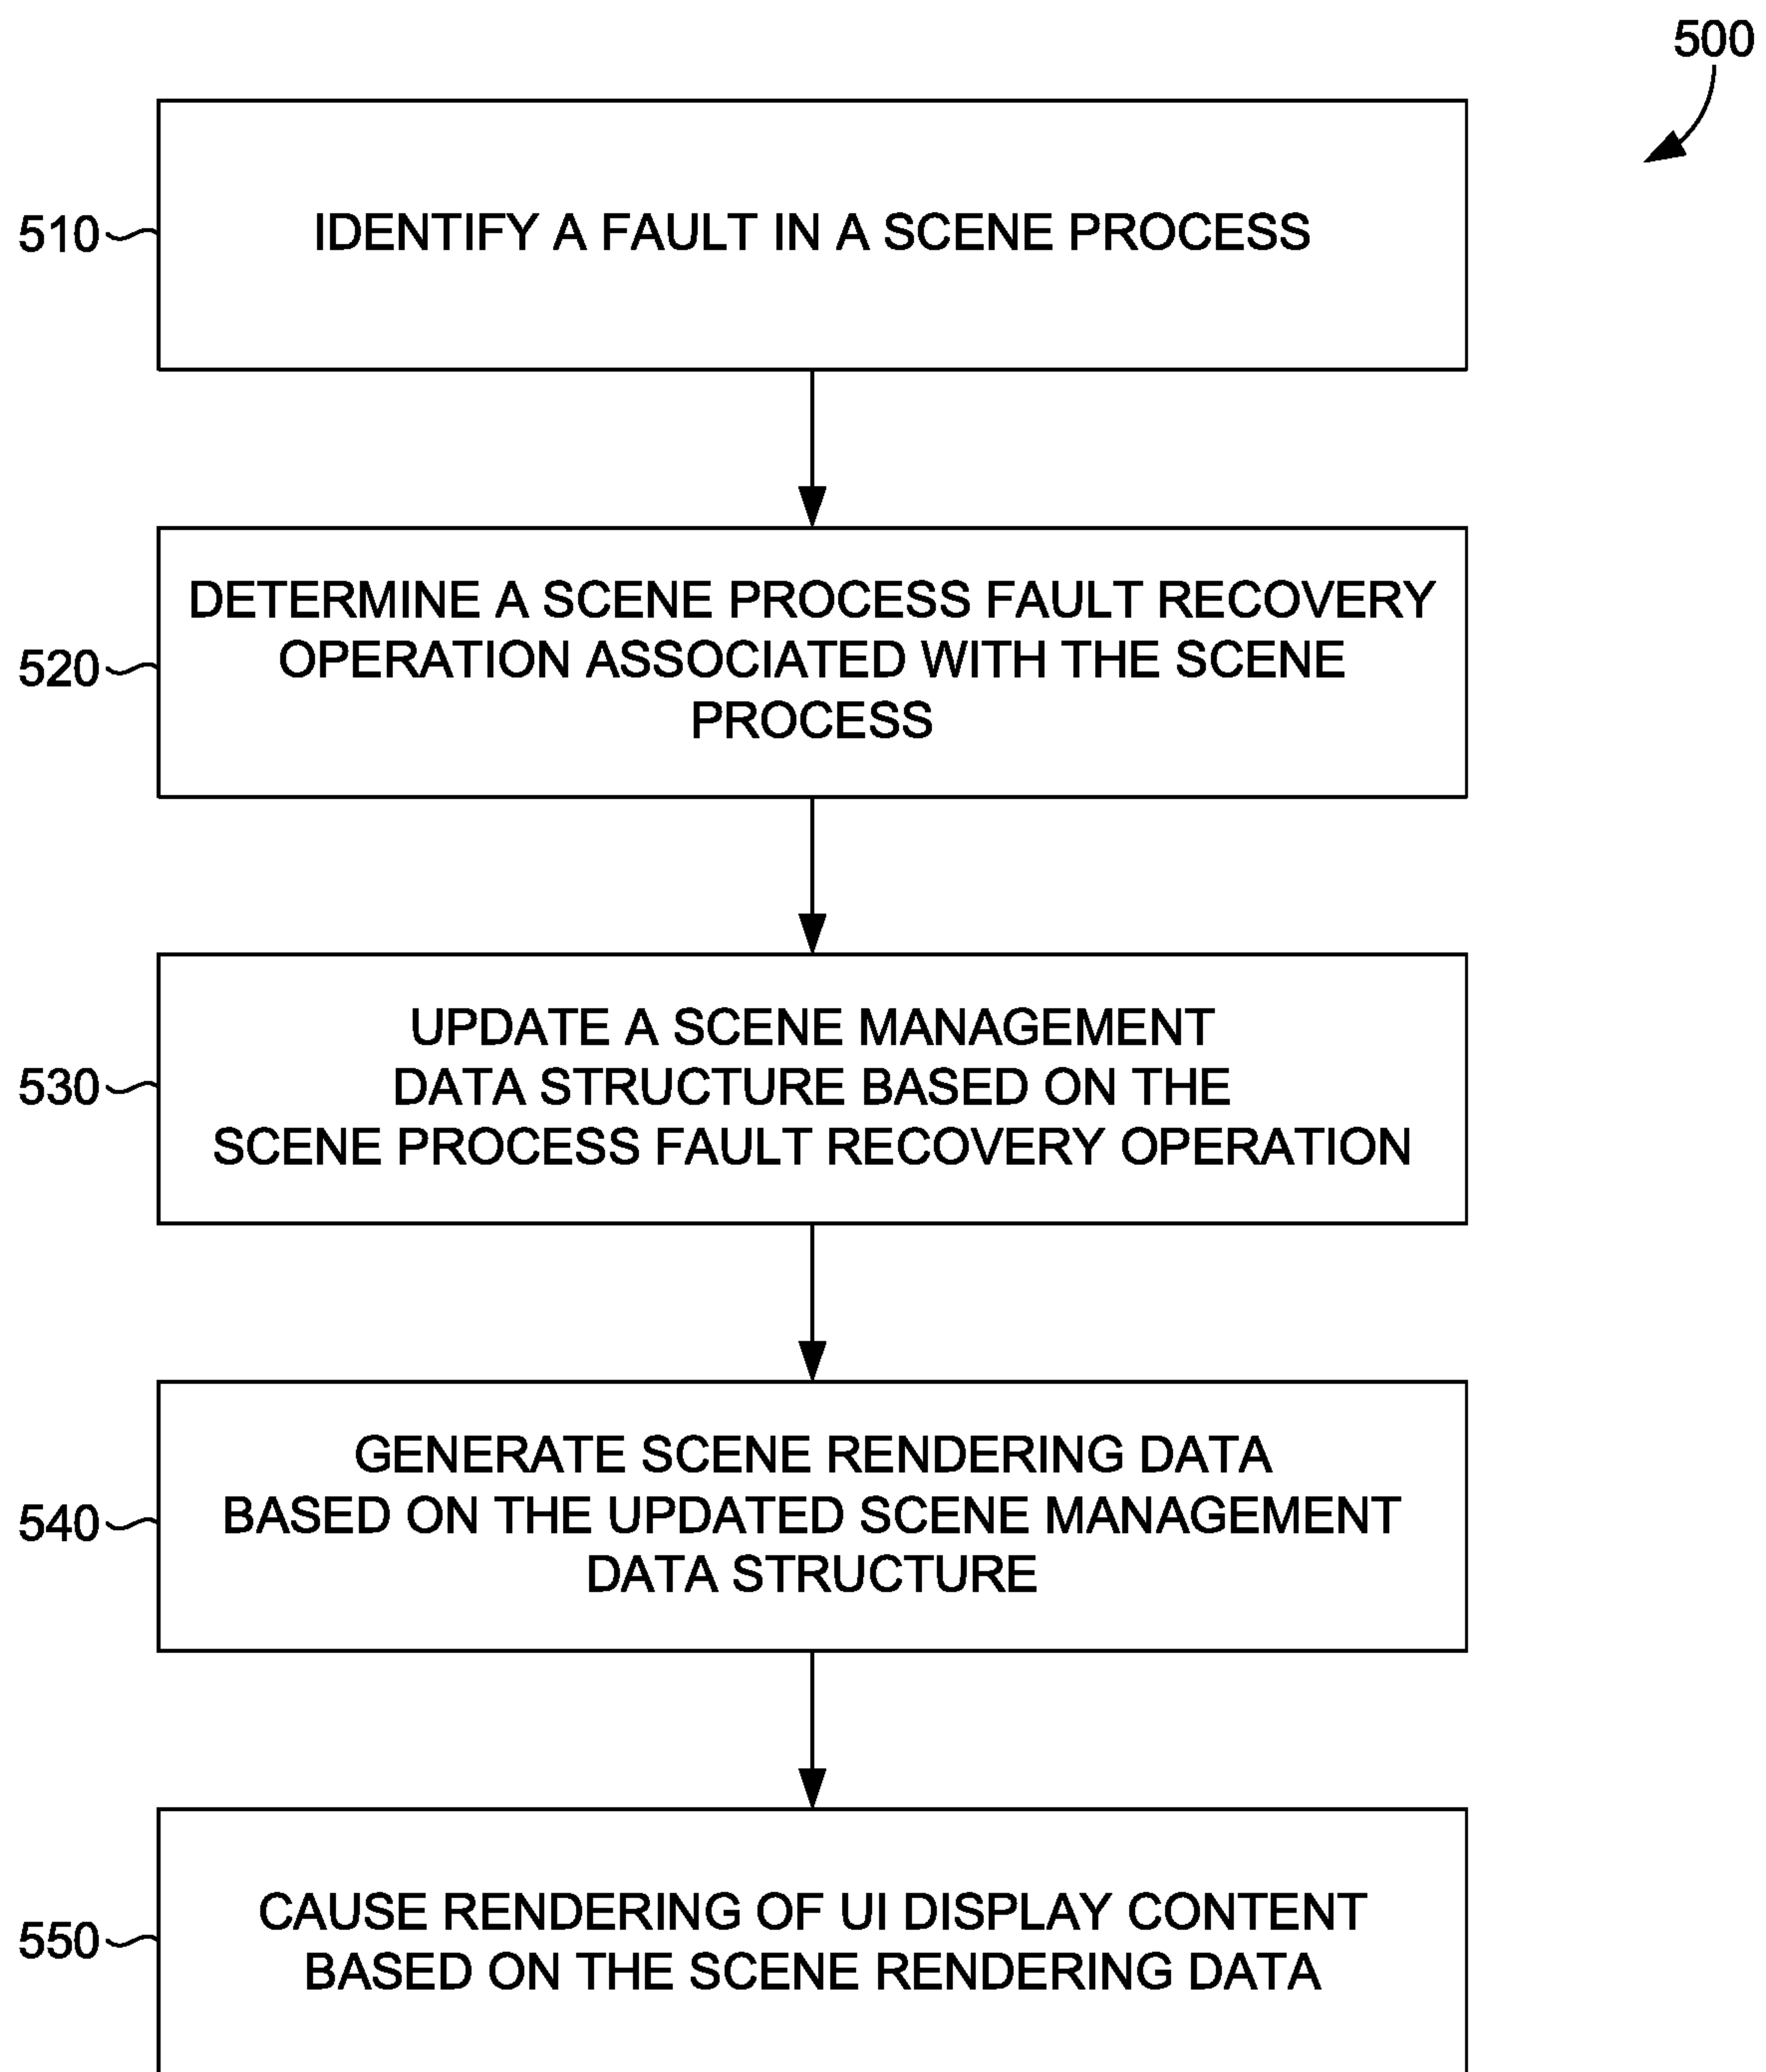 500
510
IDENTIFY A FAULT IN A SCENE PROCESS
520
DETERMINE A SCENE PROCESS FAULT RECOVERY
OPERATION ASSOCIATED WITH THE SCENE
PROCESS
530
UPDATE A SCENE MANAGEMENT
DATA STRUCTURE BASED ON THE
SCENE PROCESS FAULT RECOVERY OPERATION
540
GENERATE SCENE RENDERING DATA
BASED ON THE UPDATED SCENE MANAGEMENT
DATA STRUCTURE
550
CAUSE RENDERING OF UI DISPLAY CONTENT
BASED ON THE SCENE RENDERING DATA